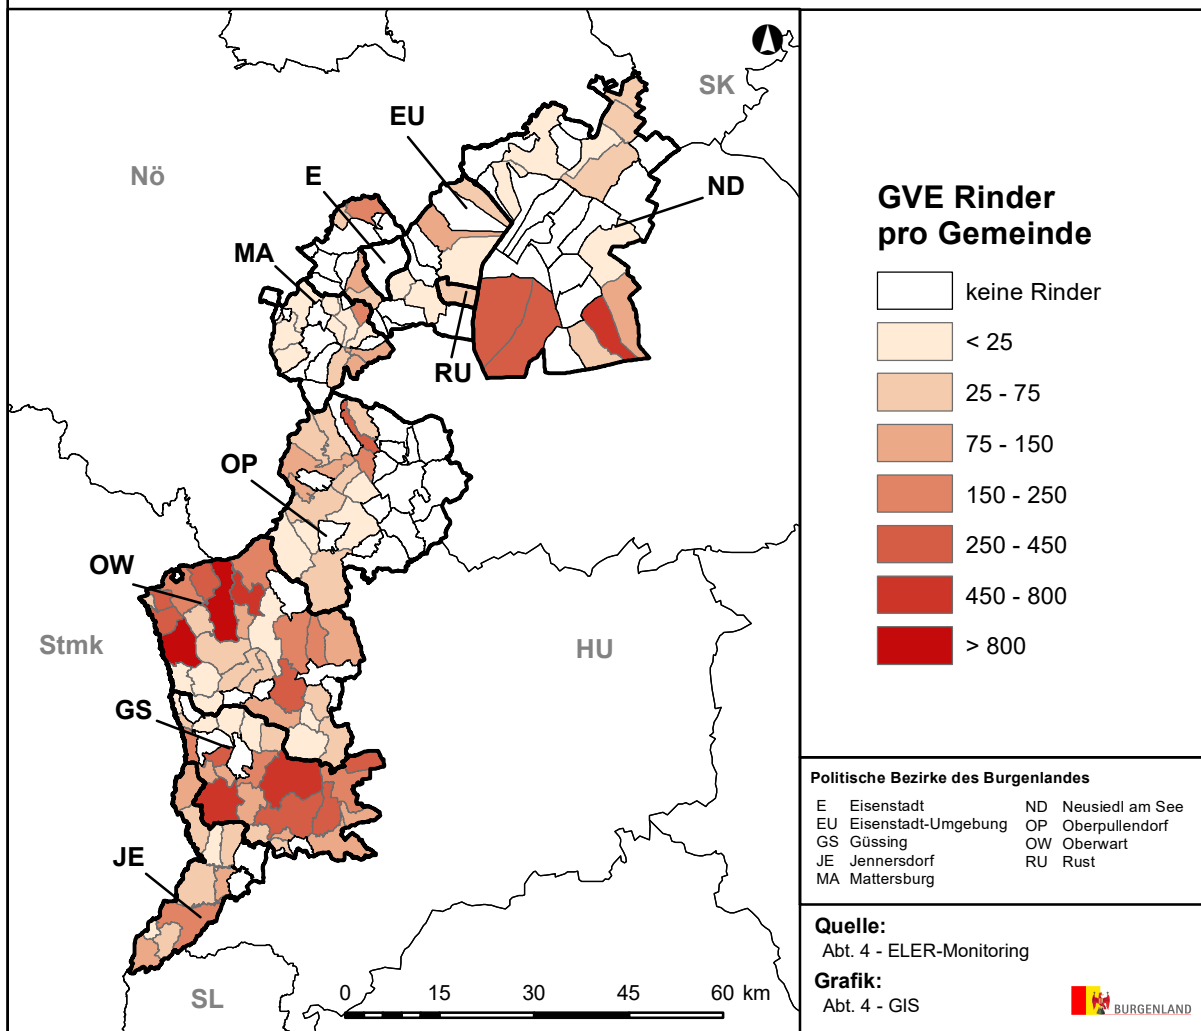 SK
EU
Nö
E
ND
MA
RU
OP
OW
Stmk
HU
GS
JE
SL
0 15 30 45 60 km
GVE Rinder
pro Gemeinde
keine Rinder
< 25
25 - 75
75 - 150
150 - 250
250 - 450
450 - 800
> 800
Politische Bezirke des Burgenlandes
E Eisenstadt
EU Eisenstadt-Umgebung
GS Güssing
JE Jennersdorf
MA Mattersburg
ND Neusiedl am See
OP Oberpullendorf
OW Oberwart
RU Rust
Quelle:
Abt. 4 - ELER-Monitoring
Grafik:
Abt. 4 - GIS
BURGENLAND